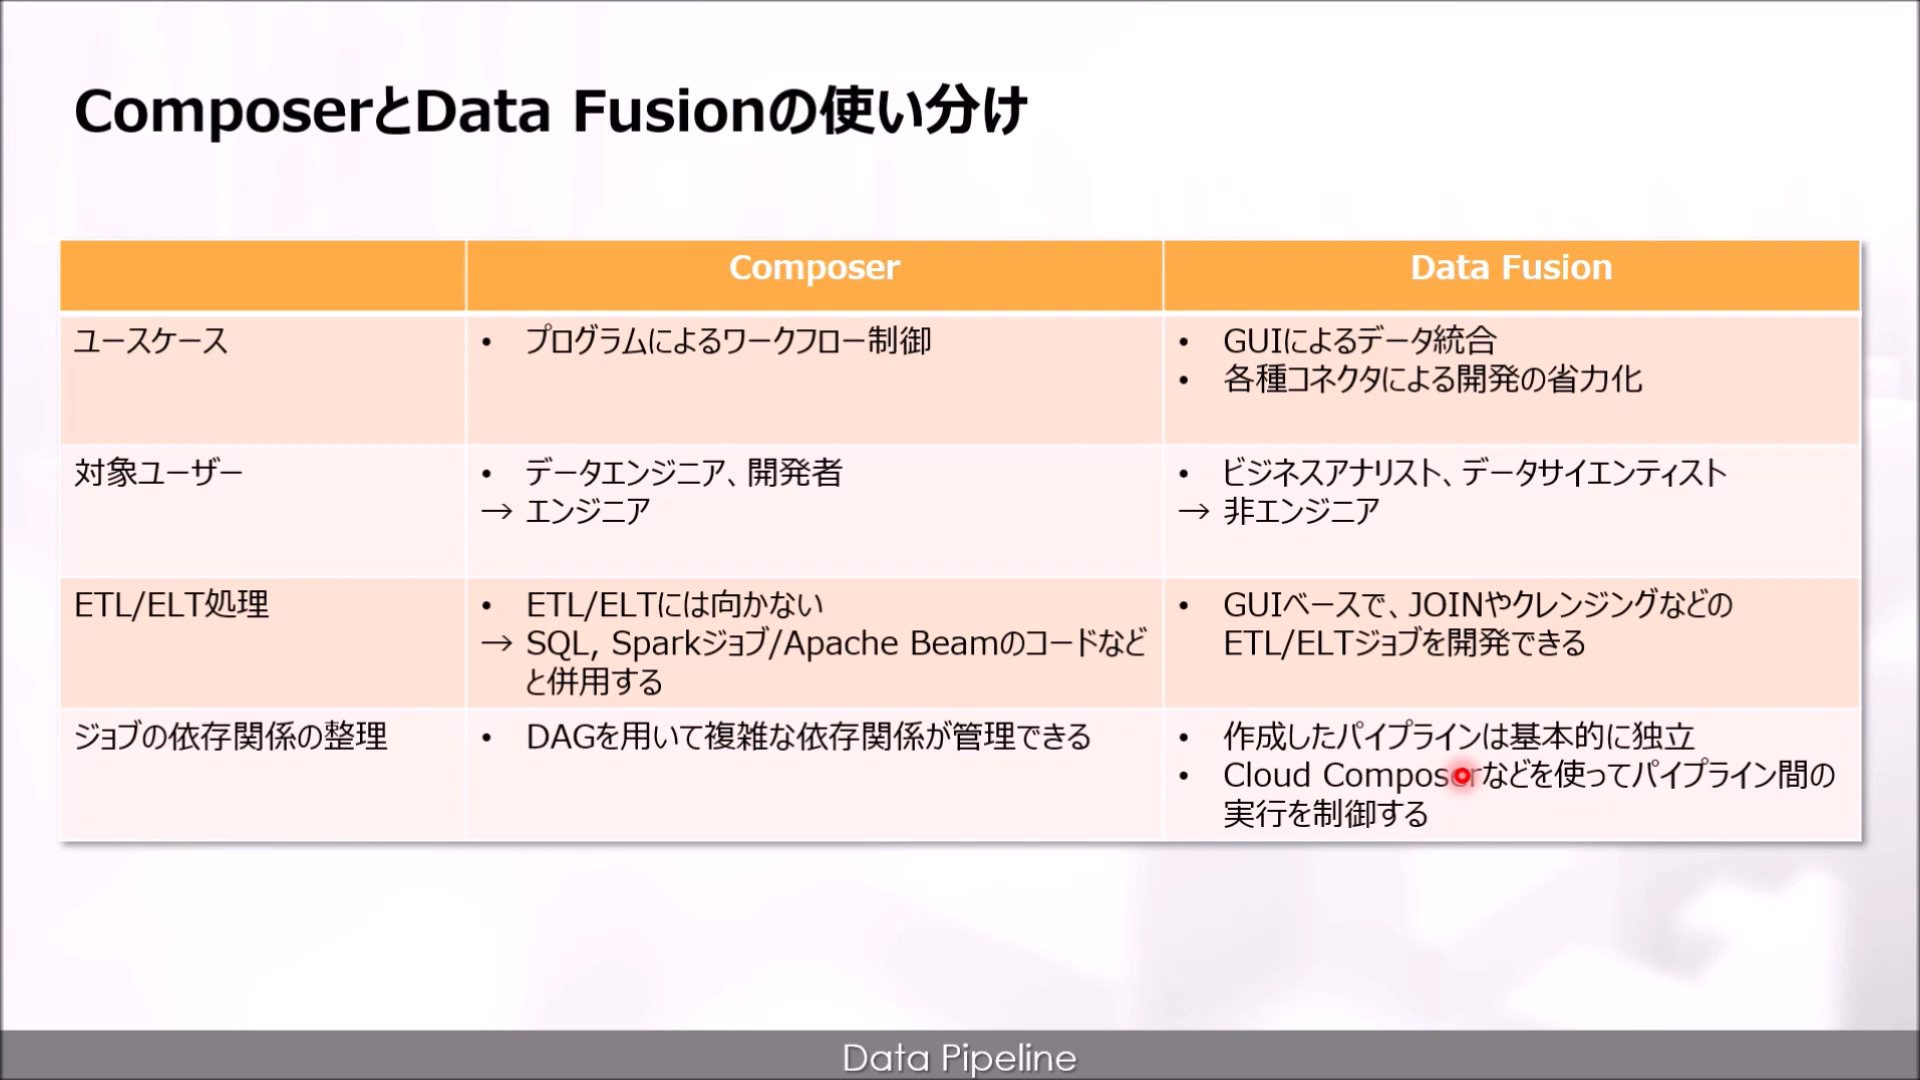 ComposerとData Fusionの使い分け
Composer
Data Fusion
ユースケース
• プログラムによるワークフロー制御
• GUIによるデータ統合
• 各種コネクタによる開発の省力化
対象ユーザー
• データエンジニア、開発者
→ エンジニア
• ビジネスアナリスト、データサイエンティスト
→ 非エンジニア
ETL/ELT処理
• ETL/ELTには向かない
→ SQL, Sparkジョブ/Apache Beamのコードなど
と併用する
• GUIベースで、JOINやクレンジングなどの
ETL/ELTジョブを開発できる
ジョブの依存関係の整理
• DAGを用いて複雑な依存関係が管理できる
• 作成したパイプラインは基本的に独立
• Cloud Composerなどを使ってパイプライン間の
実行を制御する
Data Pipeline